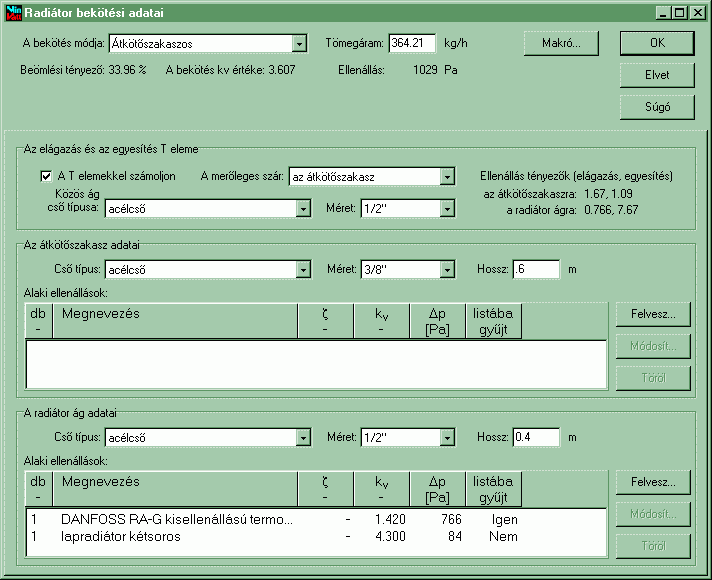 Win Kau
Radiátor bekötési adatai
A bekötés módja: Átkötőszakaszos Tömegáram: 364.21 kg/h Makró... OK
Beömlési tényező: 33.96 % A bekötés kv értéke: 3.607 Ellenállás: 1029 Pa Elvet
Súgó
Az elágazás és az egyesítés T eleme
A T elemekkel számoljon A merőleges szár: az átkötőszakasz Ellenállás tényezők (elágazás, egyesítés)
Közös ág az átkötőszakaszra: 1.67, 1.09
cső típusa: acélcső Méret: 1/2" a radiátor ágra: 0.766, 7.67
Az átkötőszakasz adatai
Cső típus: acélcső Méret: 3/8" Hossz: .6 m
Alaki ellenállások:
db Megnevezés ζ kv Δp listába Felvesz...
- - - [Pa] gyűjt
Módosít...
Töröl
A radiátor ág adatai
Cső típus: acélcső Méret: 1/2" Hossz: 0.4 m
Alaki ellenállások:
db Megnevezés ζ kv Δp listába Felvesz...
- - - [Pa] gyűjt
1 DANFOSS RA-G kisellenállású termo... - 1.420 766 Igen Módosít...
1 lapradiátor kétsoros - 4.300 84 Nem Töröl